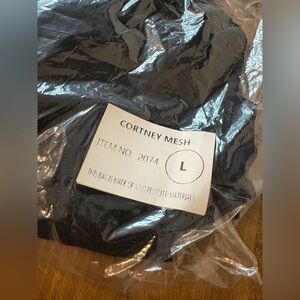 CORTNEY MESH
ITEM NO: 2074
L
THIS BAG IS MADE OF RECYCLED MATERIALS